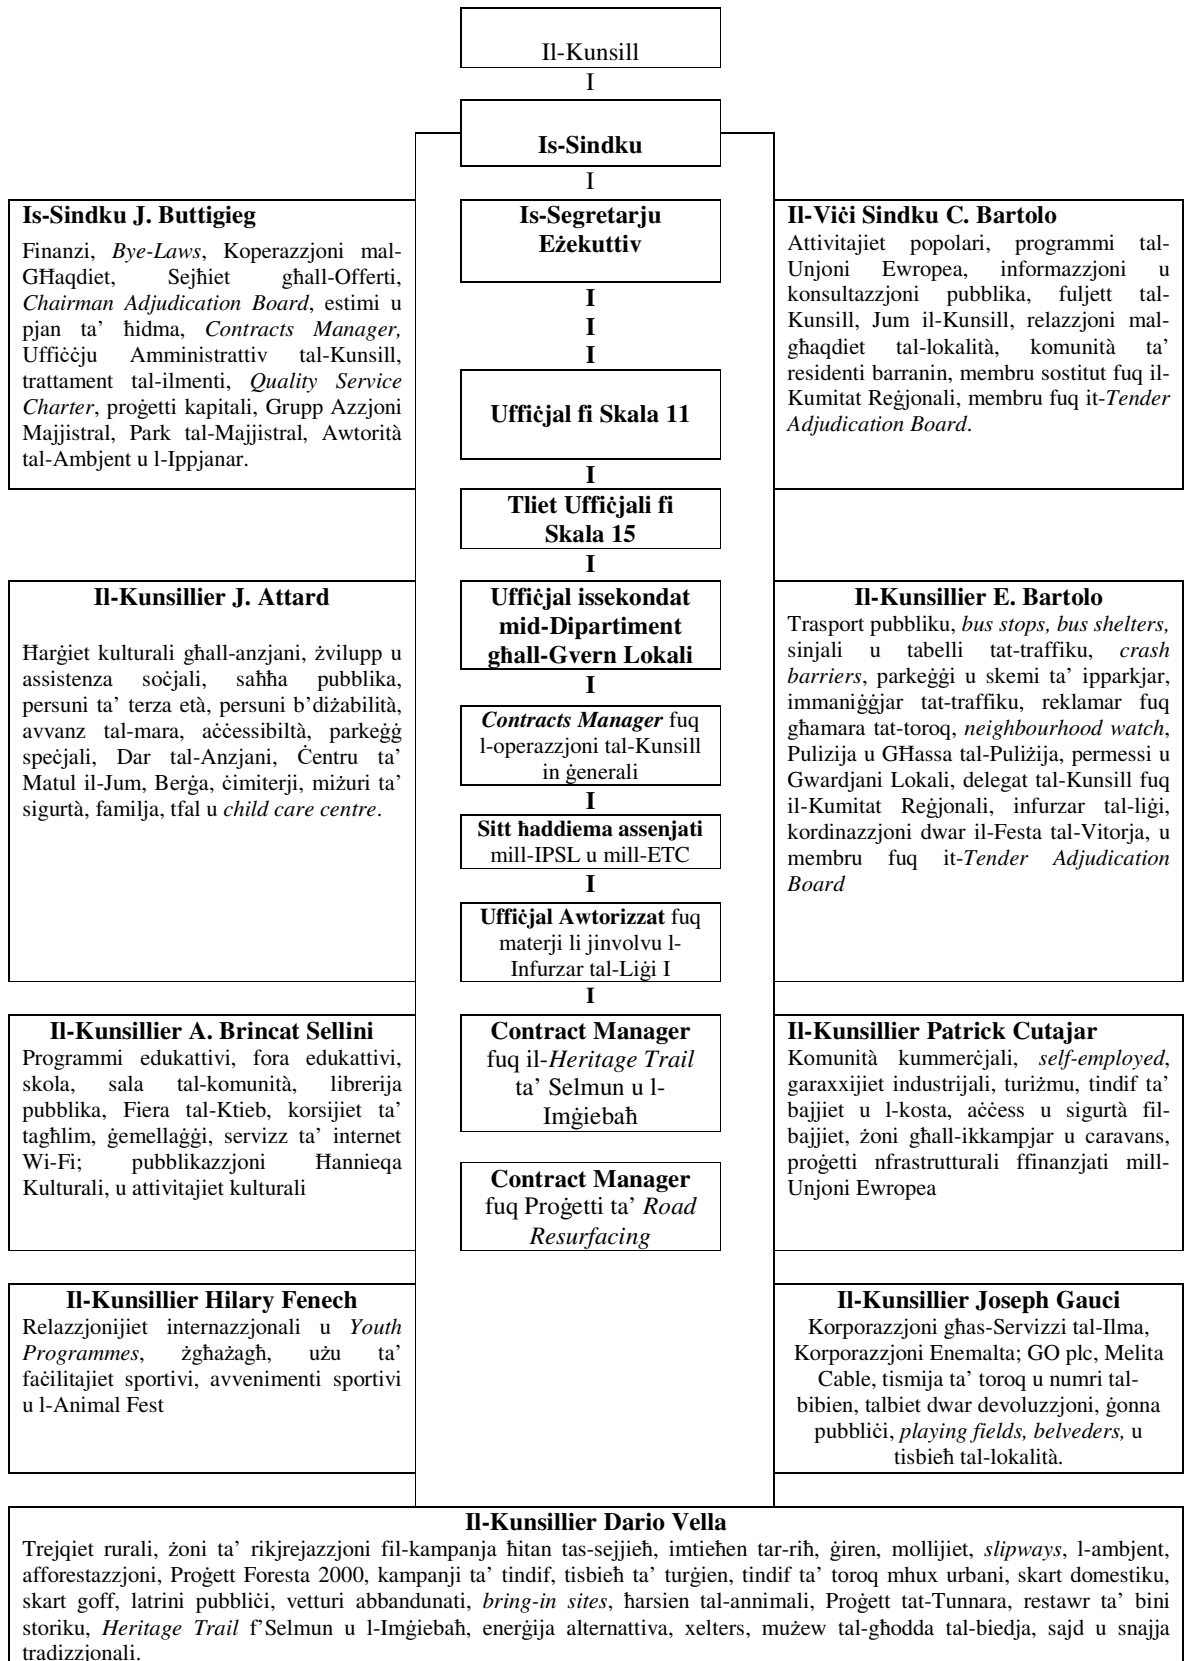 Il-Kunsill
I
Is-Sindku
I
Is-Sindku J. Buttigieg
Finanzi, Bye-Laws, Koperazzjoni mal-
GĦaqdiet, Sejħiet għall-Offerti,
Chairman Adjudication Board, estimi u
pjan ta’ ħidma, Contracts Manager,
Uffiċċju Amministrattiv tal-Kunsill,
trattament tal-ilmenti, Quality Service
Charter, proġetti kapitali, Grupp Azzjoni
Majjistral, Park tal-Majjistral, Awtorità
tal-Ambjent u l-Ippjanar.
Is-Segretarju
Eżekuttiv
I
I
I
Uffiċjal fi Skala 11
I
Tliet Uffiċjali fi
Skala 15
I
Il-Viċi Sindku C. Bartolo
Attivitajiet popolari, programmi tal-
Unjoni Ewropea, informazzjoni u
konsultazzjoni pubblika, fuljett tal-
Kunsill, Jum il-Kunsill, relazzjoni mal-
għaqdiet tal-lokalità, komunità ta’
residenti barranin, membru sostitut fuq il-
Kumitat Reġjonali, membru fuq it-Tender
Adjudication Board.
Il-Kunsillier J. Attard
Ħarġiet kulturali għall-anzjani, żvilupp u
assistenza soċjali, saħħa pubblika,
persuni ta’ terza età, persuni b’diżabilità,
avvanz tal-mara, aċċessibiltà, parkeġġ
speċjali, Dar tal-Anzjani, Ċentru ta’
Matul il-Jum, Berġa, ċimiterji, miżuri ta’
sigurtà, familja, tfal u child care centre.
Uffiċjal issekondat
mid-Dipartiment
għall-Gvern Lokali
I
Contracts Manager fuq
l-operazzjoni tal-Kunsill
in ġenerali
I
Sitt ħaddiema assenjati
mill-IPSL u mill-ETC
I
Uffiċjal Awtorizzat fuq
materji li jinvolvu l-
Infurzar tal-Liġi I
I
Il-Kunsillier E. Bartolo
Trasport pubbliku, bus stops, bus shelters,
sinjali u tabelli tat-traffiku, crash
barriers, parkeġġi u skemi ta’ ipparkjar,
immaniġġjar tat-traffiku, reklamar fuq
għamara tat-toroq, neighbourhood watch,
Pulizija u GĦassa tal-Puliżija, permessi u
Gwardjani Lokali, delegat tal-Kunsill fuq
il-Kumitat Reġjonali, infurzar tal-liġi,
kordinazzjoni dwar il-Festa tal-Vitorja, u
membru fuq it-Tender Adjudication
Board
Il-Kunsillier A. Brincat Sellini
Programmi edukattivi, fora edukattivi,
skola, sala tal-komunità, librerija
pubblika, Fiera tal-Ktieb, korsijiet ta’
tagħlim, ġemellaġġi, servizz ta’ internet
Wi-Fi; pubblikazzjoni Ħannieqa
Kulturali, u attivitajiet kulturali
Contract Manager
fuq il-Heritage Trail
ta’ Selmun u l-
Imġiebaħ
Contract Manager
fuq Proġetti ta’ Road
Resurfacing
Il-Kunsillier Patrick Cutajar
Komunità kummerċjali, self-employed,
garaxxijiet industrijali, turiżmu, tindif ta’
bajjiet u l-kosta, aċċess u sigurtà fil-
bajjiet, żoni għall-ikkampjar u caravans,
proġetti nfrastrutturali ffinanzjati mill-
Unjoni Ewropea
Il-Kunsillier Hilary Fenech
Relazzjonijiet internazzjonali u Youth
Programmes, żgħażagħ, użu ta’
faċilitajiet sportivi, avvenimenti sportivi
u l-Animal Fest
Il-Kunsillier Joseph Gauci
Korporazzjoni għas-Servizzi tal-Ilma,
Korporazzjoni Enemalta; GO plc, Melita
Cable, tismija ta’ toroq u numri tal-
bibien, talbiet dwar devoluzzjoni, ġonna
pubbliċi, playing fields, belveders, u
tisbieħ tal-lokalità.
Il-Kunsillier Dario Vella
Trejqiet rurali, żoni ta’ rikjrejazzjoni fil-kampanja ħitan tas-sejjieħ, imtieħen tar-riħ, ġiren, mollijiet, slipways, l-ambjent,
afforestazzjoni, Proġett Foresta 2000, kampanji ta’ tindif, tisbieħ ta’ turġien, tindif ta’ toroq mhux urbani, skart domestiku,
skart goff, latrini pubbliċi, vetturi abbandunati, bring-in sites, ħarsien tal-annimali, Proġett tat-Tunnara, restawr ta’ bini
storiku, Heritage Trail f’Selmun u l-Imġiebaħ, enerġija alternattiva, xelters, mużew tal-għodda tal-biedja, sajd u snajja
tradizzjonali.